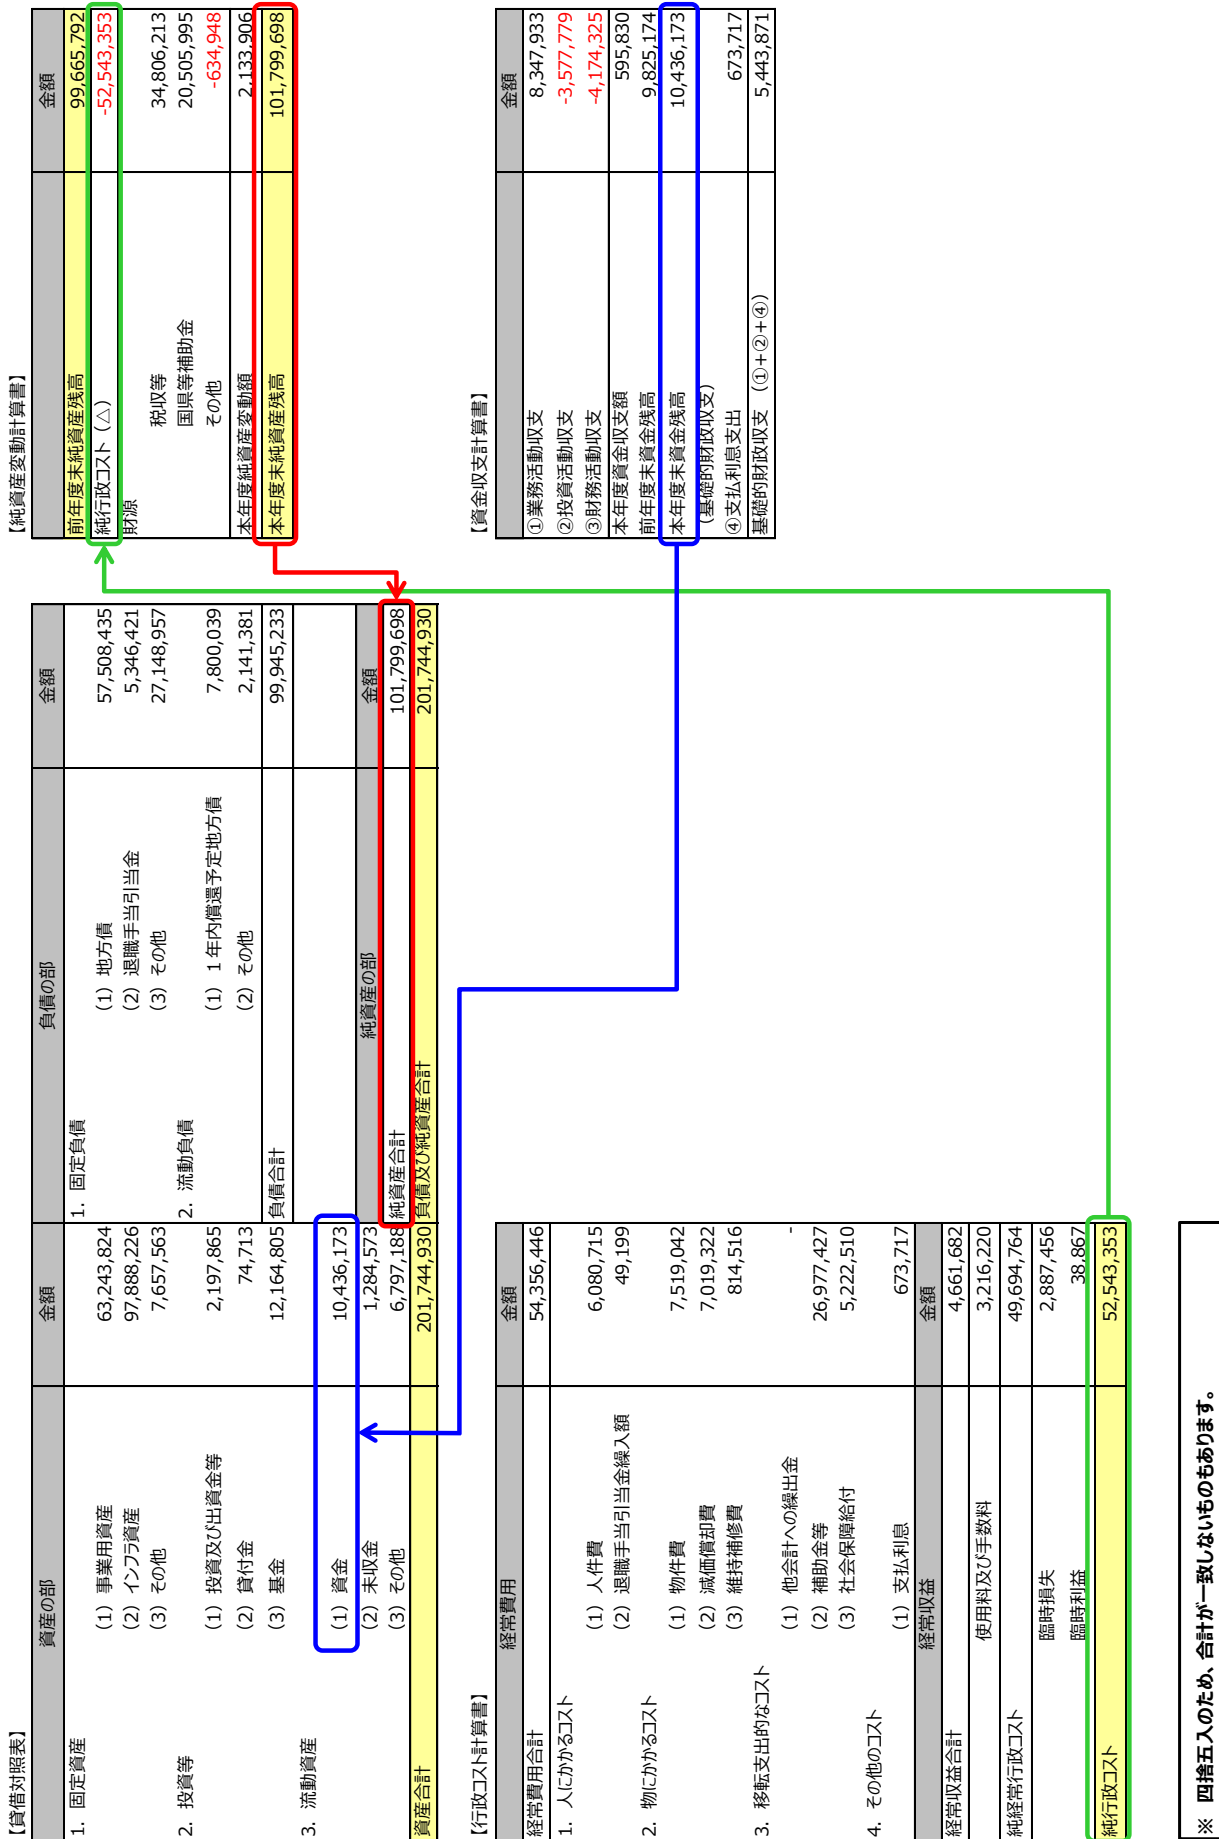 【貸借対照表】
資産の部 金額 負債の部 金額
1. 固定資産 1. 固定負債
(1) 事業用資産 63,243,824 (1) 地方債 57,508,435
(2) インフラ資産 97,888,226 (2) 退職手当引当金 5,346,421
(3) その他 7,657,563 (3) その他 27,148,957
2. 投資等 2. 流動負債
(1) 投資及び出資金等 2,197,865 (1) 1年内償還予定地方債 7,800,039
(2) 貸付金 74,713 (2) その他 2,141,381
(3) 基金 12,164,805 負債合計 99,945,233
3. 流動資産
(1) 資金 10,436,173
(2) 未収金 1,284,573 純資産の部 金額
(3) その他 6,797,188 純資産合計 101,799,698
資産合計 201,744,930 負債及び純資産合計 201,744,930
【純資産変動計算書】
金額
前年度末純資産残高 99,665,792
純行政コスト(△) -52,543,353
財源
税収等 34,806,213
国県等補助金 20,505,995
その他 -634,948
本年度純資産変動額 2,133,906
本年度末純資産残高 101,799,698
【行政コスト計算書】
経常費用 金額
経常費用合計 54,356,446
1. 人にかかるコスト
(1) 人件費 6,080,715
(2) 退職手当引当金繰入額 49,199
2. 物にかかるコスト
(1) 物件費 7,519,042
(2) 減価償却費 7,019,322
(3) 維持補修費 814,516
3. 移転支出的なコスト
(1) 他会計への繰出金 -
(2) 補助金等 26,977,427
(3) 社会保障給付 5,222,510
4. その他のコスト
(1) 支払利息 673,717
経常収益 金額
経常収益合計 4,661,682
使用料及び手数料 3,216,220
純経常行政コスト 49,694,764
臨時損失 2,887,456
臨時利益 38,867
純行政コスト 52,543,353
【資金収支計算書】
金額
①業務活動収支 8,347,933
②投資活動収支 -3,577,779
③財務活動収支 -4,174,325
本年度資金収支額 595,830
前年度末資金残高 9,825,174
本年度末資金残高 10,436,173
(基礎的財政収支)
④支払利息支出 673,717
基礎的財政収支 (①+②+④) 5,443,871
※ 四捨五入のため、合計が一致しないものもあります。